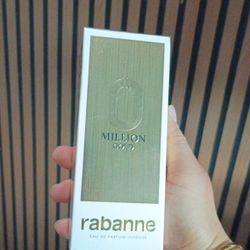 MILLION
GOLD
rabanne
EAU DE PARFUM INTENSE